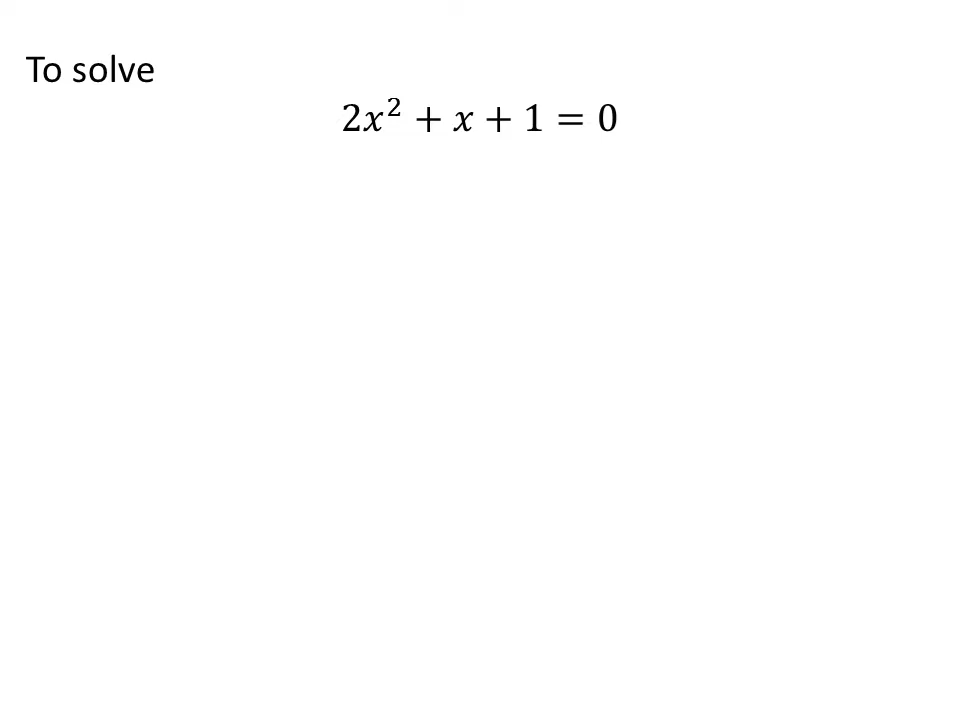 To solve
2x² + x + 1 = 0